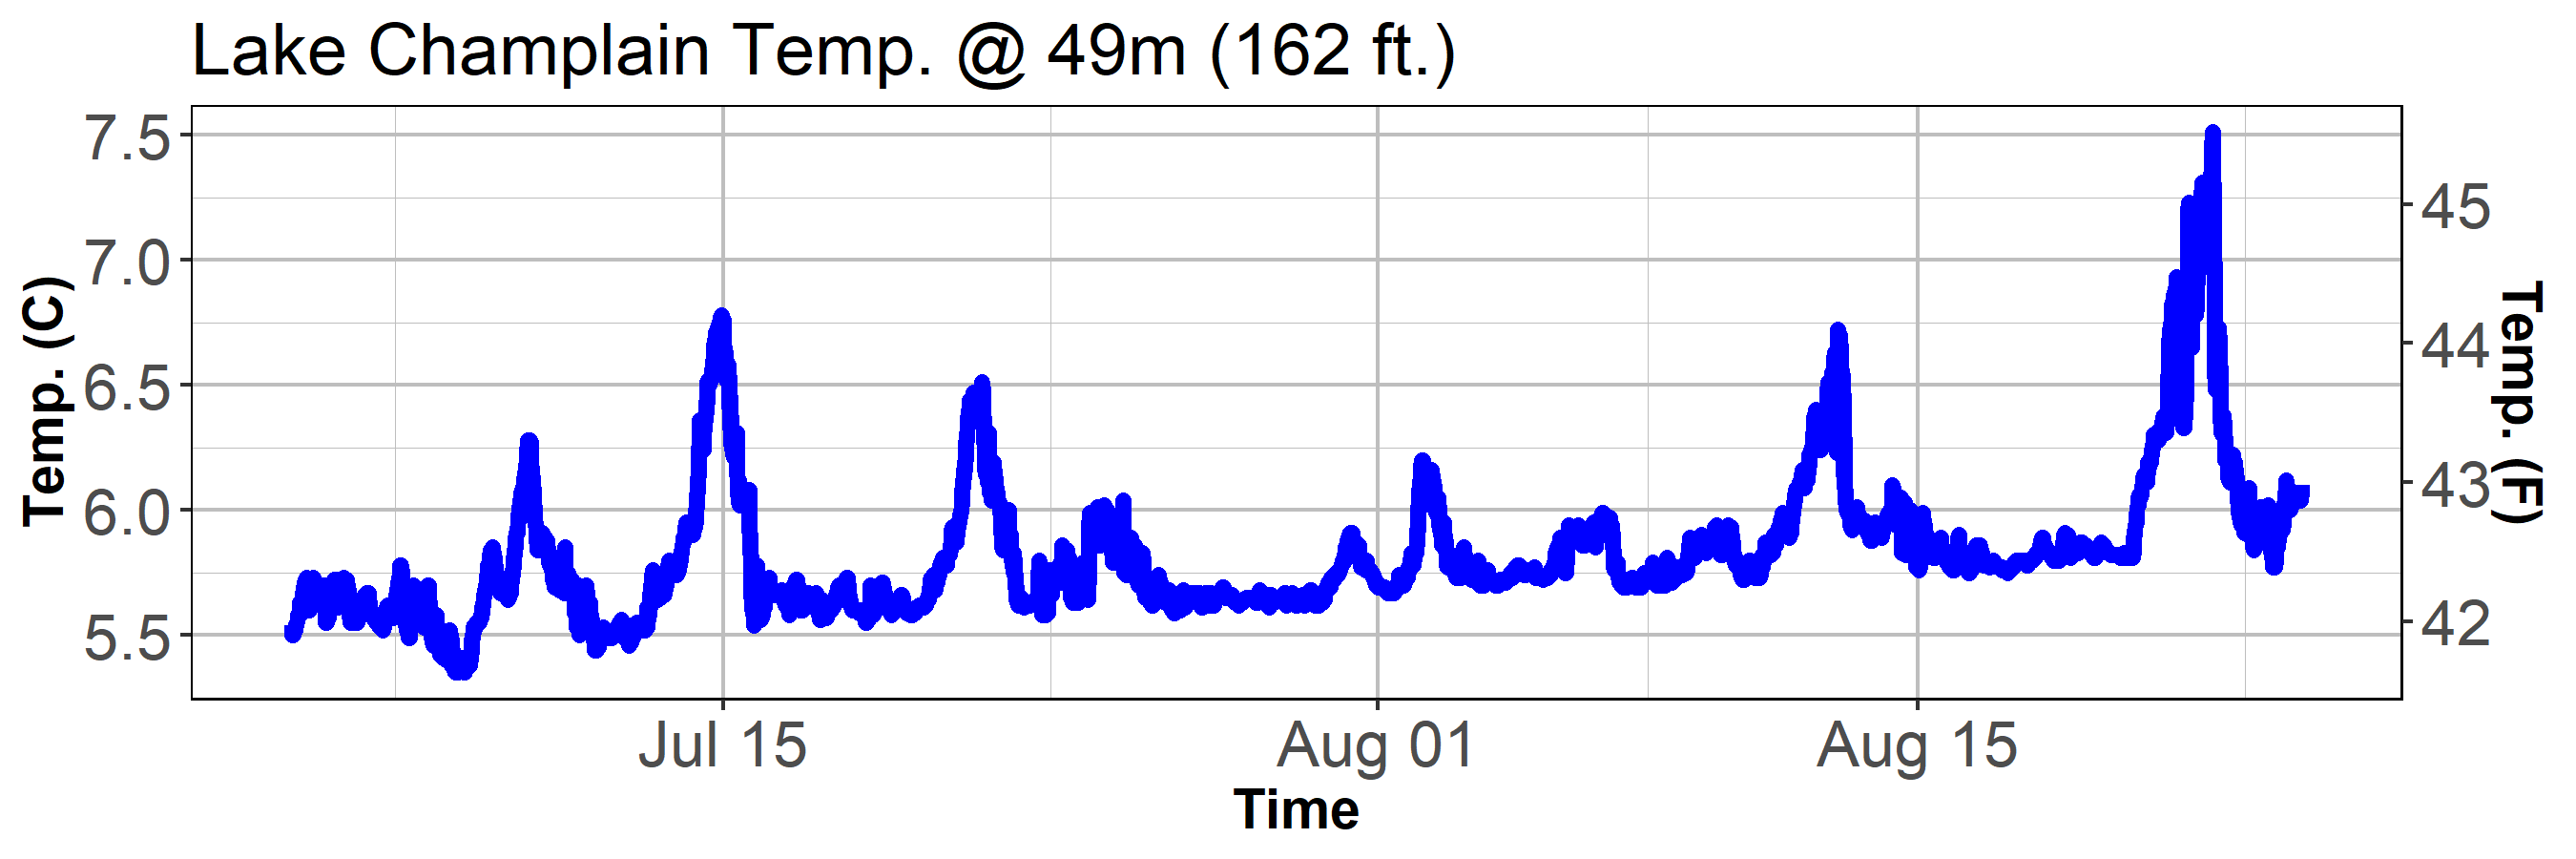 Lake Champlain Temp. @ 49m (162 ft.)
7.5
7.0
6.5
6.0
5.5
Temp. (C)
45
44
43
42
Temp. (F)
Jul 15
Aug 01
Aug 15
Time